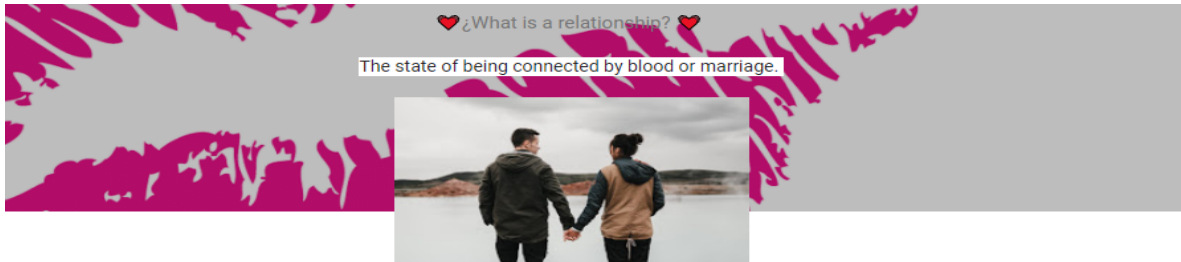 ¿What is a relationship?
The state of being connected by blood or marriage.